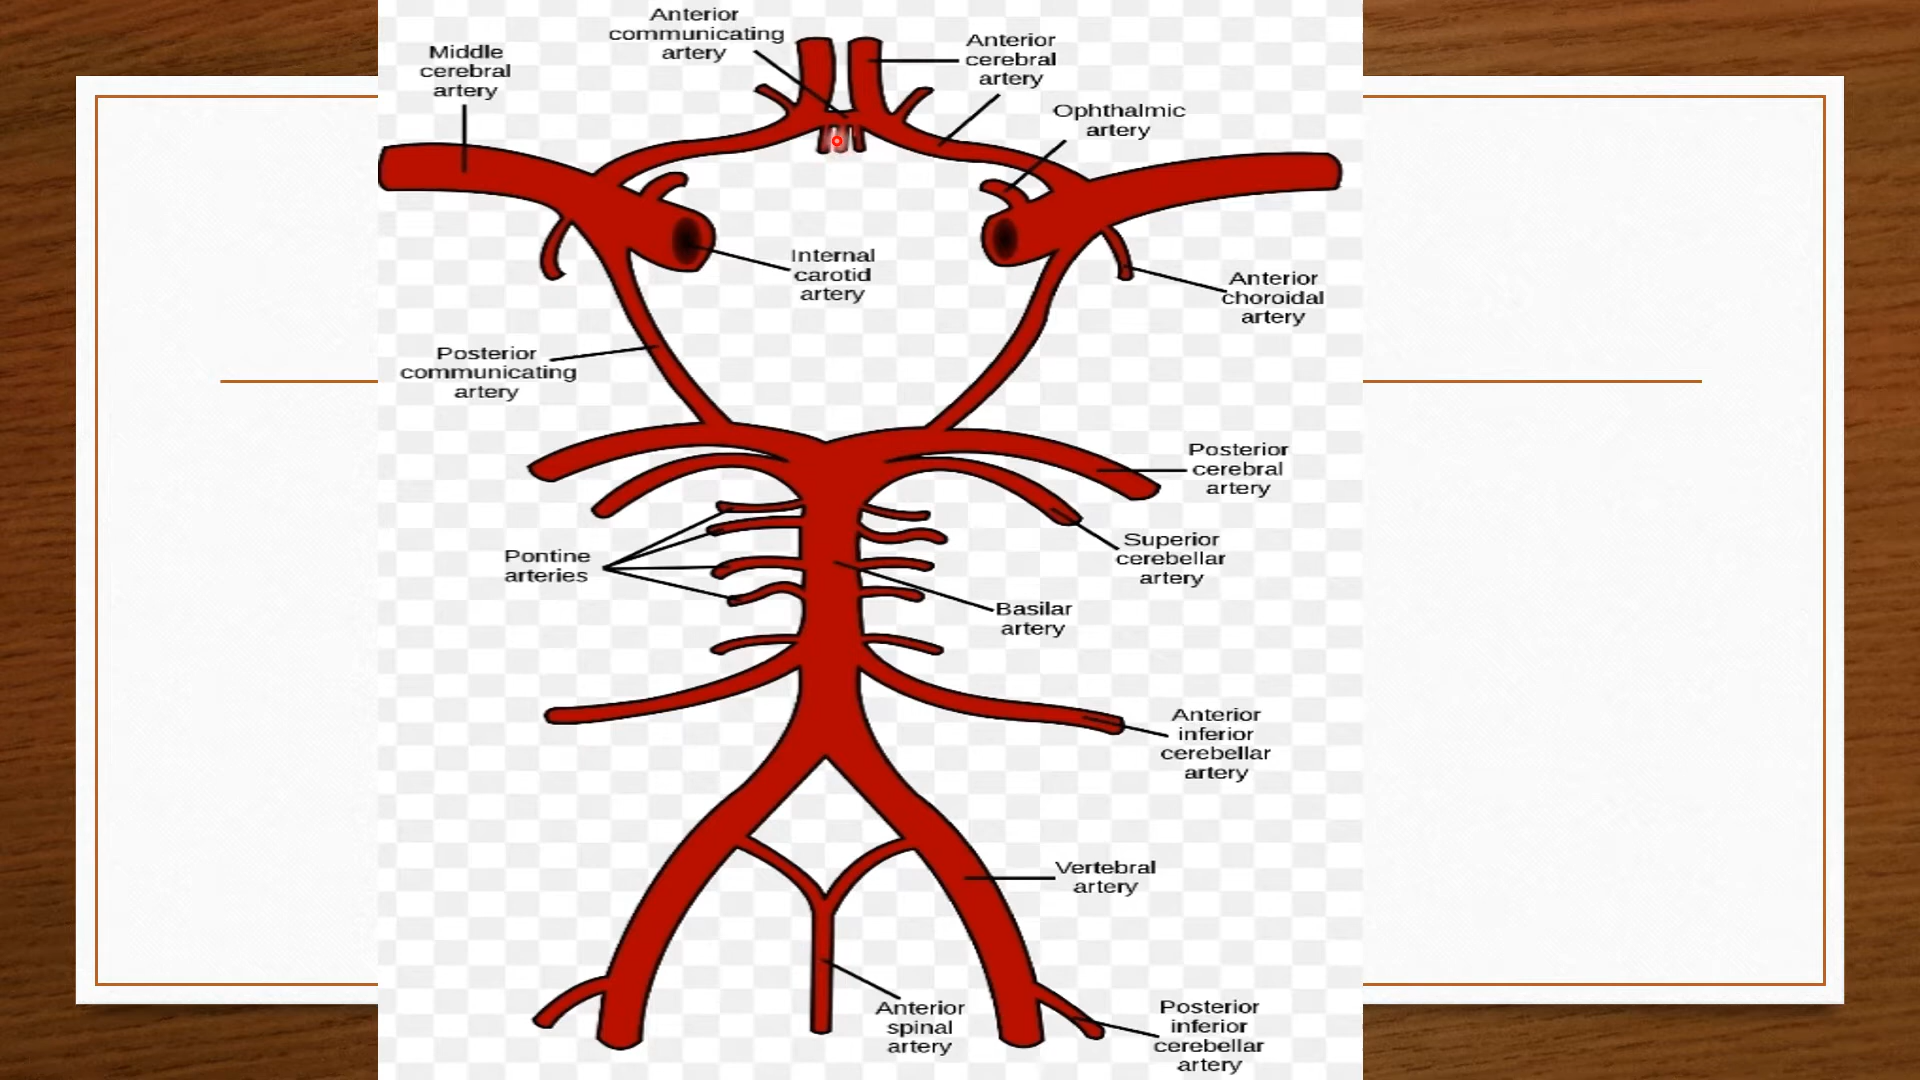 Anterior
communicating
artery
Middle
cerebral
artery
Anterior
cerebral
artery
Ophthalmic
artery
Internal
carotid
artery
Anterior
choroidal
artery
Posterior
communicating
artery
Posterior
cerebral
artery
Superior
cerebellar
artery
Pontine
arteries
Basilar
artery
Anterior
inferior
cerebellar
artery
Vertebral
artery
Anterior
spinal
artery
Posterior
inferior
cerebellar
artery